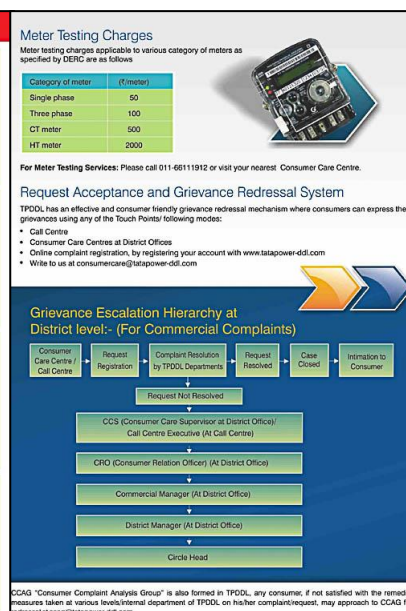 Meter Testing Charges
Meter testing charges applicable to various category of meters as
specified by DERC are as follows
Category of meter (₹/meter)
Single phase 50
Three phase 100
CT meter 500
HT meter 2000
For Meter Testing Services: Please call 011-66111912 or visit your nearest Consumer Care Centre.
Request Acceptance and Grievance Redressal System
TPDDL has an effective and consumer friendly grievance redressal mechanism where consumers can express the
grievances using any of the Touch Points/ following modes:
• Call Centre
• Consumer Care Centres at District Offices
• Online complaint registration, by registering your account with www.tatapower-ddl.com
• Write to us at consumercare@tatapower-ddl.com
Grievance Escalation Hierarchy at
District level:- (For Commercial Complaints)
Consumer
Care Centre /
Call Centre
Request
Registration
Complaint Resolution
by TPDDL Departments
Request
Resolved
Case
Closed
Intimation to
Consumer
Request Not Resolved
CCS (Consumer Care Supervisor at District Office)/
Call Centre Executive (At Call Centre)
CRO (Consumer Relation Officer) (At District Office)
Commercial Manager (At District Office)
District Manager (At District Office)
Circle Head
CCAG "Consumer Complaint Analysis Group" is also formed in TPDDL, any consumer, if not satisfied with the remed
measures taken at various levels/internal department of TPDDL on his/her complaint/request, may approach to CCAG f